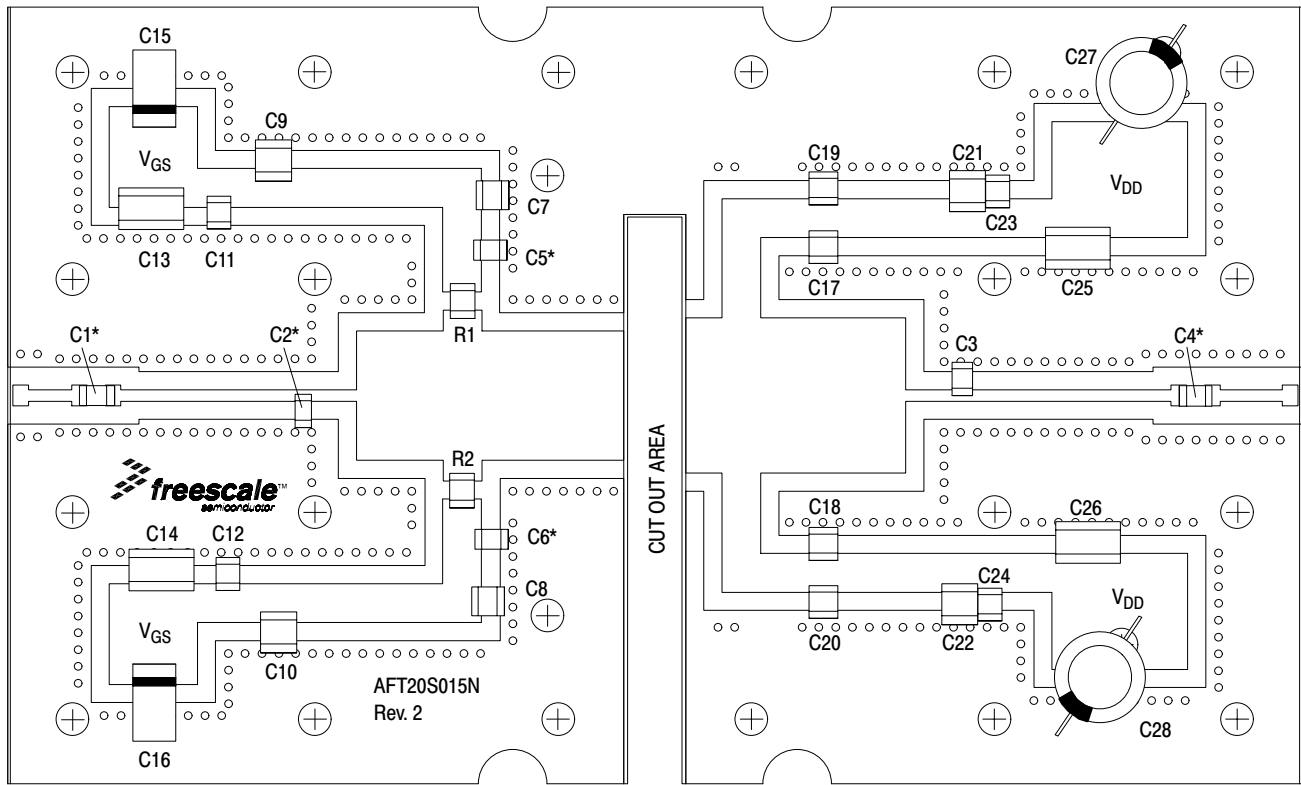 C15
C27
C9
C19
C21
VGS
VDD
C7
C23
C13
C11
C5*
C17
C25
C1*
C2*
R1
C3
C4*
CUT OUT AREA
R2
freescale™
semiconductor
C18
C26
C14
C12
C6*
C8
C24
VDD
VGS
C20
C22
C10
AFT20S015N
Rev. 2
C28
C16